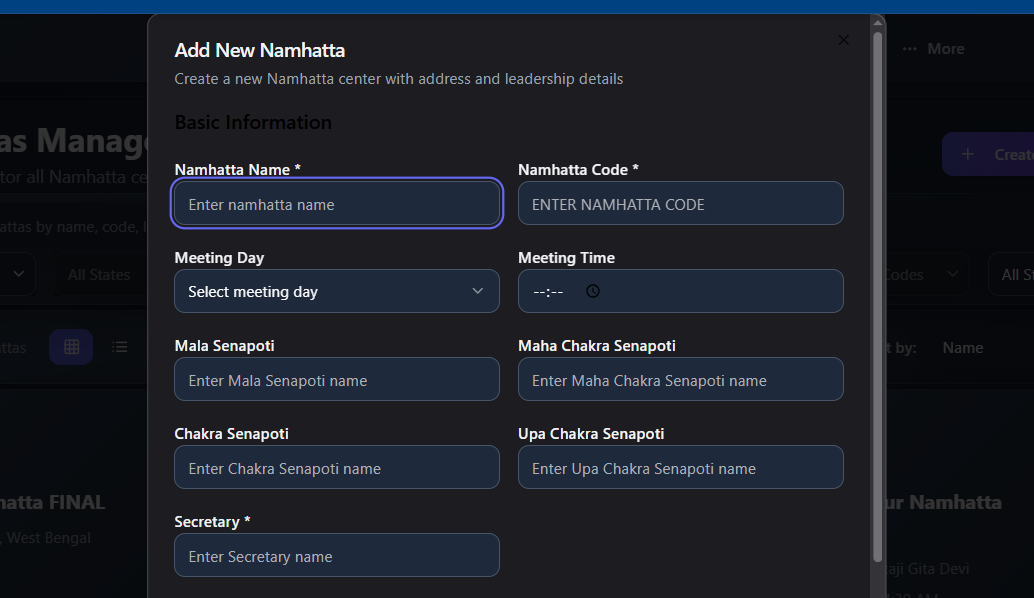 Add New Namhatta
Create a new Namhatta center with address and leadership details
··· More
Basic Information
as Manag
tor all Namhatta ce
+ Creat
Namhatta Name *
Namhatta Code *
Enter namhatta name
ENTER NAMHATTA CODE
attas by name, code,
Meeting Day
Meeting Time
All States
Select meeting day
--:--
Codes
All S
Mala Senapoti
Maha Chakra Senapoti
attas
t by:
Name
Enter Mala Senapoti name
Enter Maha Chakra Senapoti name
Chakra Senapoti
Upa Chakra Senapoti
Enter Chakra Senapoti name
Enter Upa Chakra Senapoti name
hatta FINAL
ur Namhatta
Secretary *
, West Bengal
Enter Secretary name
aji Gita Devi